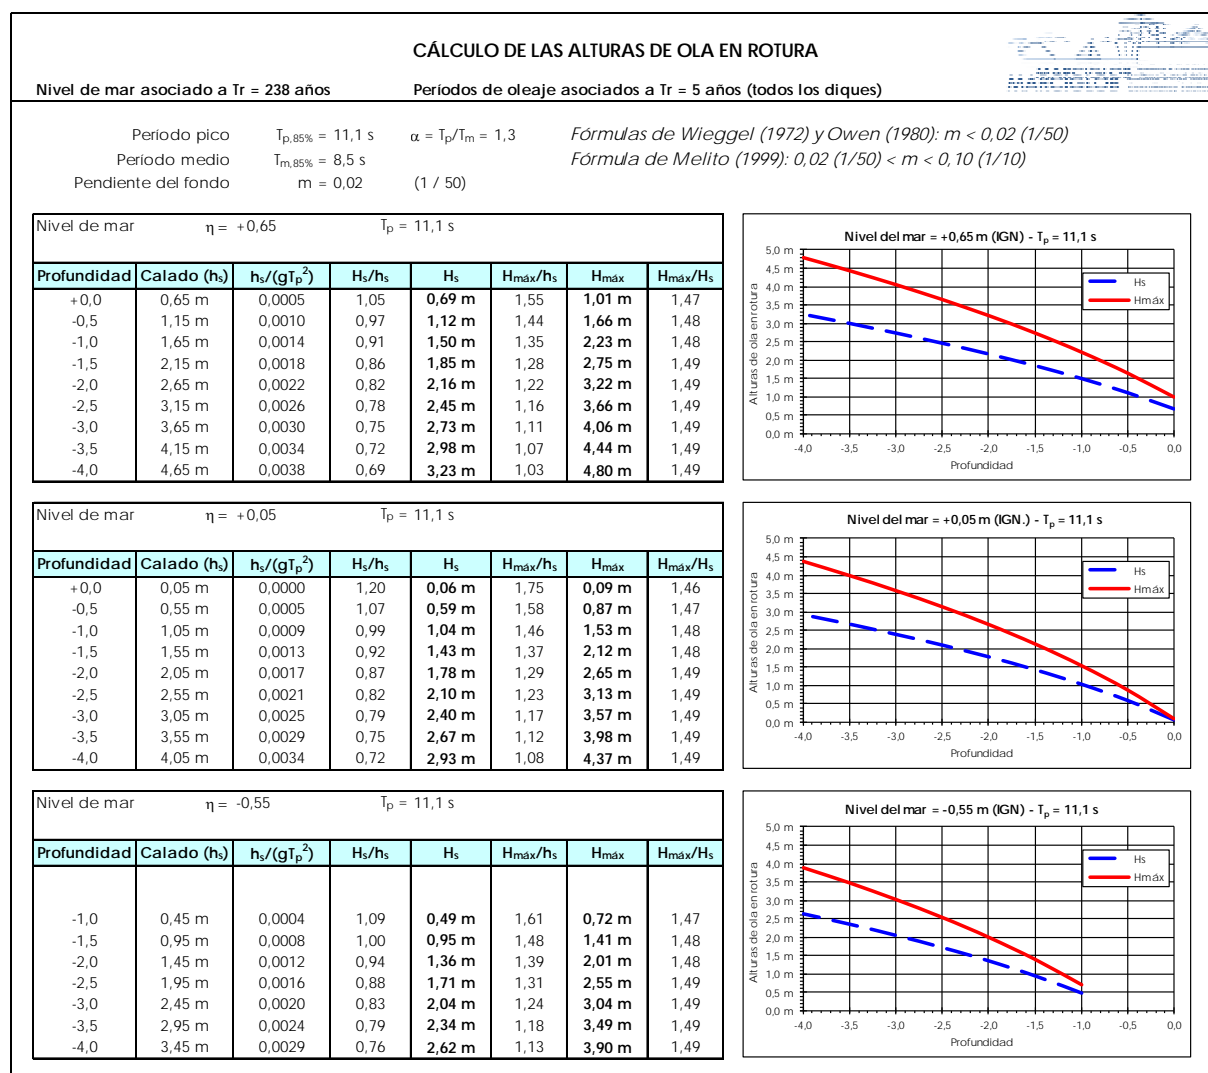 CÁLCULO DE LAS ALTURAS DE OLA EN ROTURA
Nivel de mar asociado a Tr = 238 años Períodos de oleaje asociados a Tr = 5 años (todos los diques)
Período pico Tp,85% = 11,1 s α = Tp/Tm = 1,3 Fórmulas de Wieggel (1972) y Owen (1980): m < 0,02 (1/50)
Período medio Tm,85% = 8,5 s Fórmula de Melito (1999): 0,02 (1/50) < m < 0,10 (1/10)
Pendiente del fondo m = 0,02 (1 / 50)
Nivel de mar η = +0,65 Tp = 11,1 s
Profundidad Calado (hs) hs/(gTp²) Hs/hs Hs Hmáx/hs Hmáx Hmáx/Hs
+0,0 0,65 m 0,0005 1,05 0,69 m 1,55 1,01 m 1,47
-0,5 1,15 m 0,0010 0,97 1,12 m 1,44 1,66 m 1,48
-1,0 1,65 m 0,0014 0,91 1,50 m 1,35 2,23 m 1,48
-1,5 2,15 m 0,0018 0,86 1,85 m 1,28 2,75 m 1,49
-2,0 2,65 m 0,0022 0,82 2,16 m 1,22 3,22 m 1,49
-2,5 3,15 m 0,0026 0,78 2,45 m 1,16 3,66 m 1,49
-3,0 3,65 m 0,0030 0,75 2,73 m 1,11 4,06 m 1,49
-3,5 4,15 m 0,0034 0,72 2,98 m 1,07 4,44 m 1,49
-4,0 4,65 m 0,0038 0,69 3,23 m 1,03 4,80 m 1,49
Nivel del mar = +0,65 m (IGN) - Tp = 11,1 s
Alturas de ola en rotura
5,0 m
4,5 m
4,0 m
3,5 m
3,0 m
2,5 m
2,0 m
1,5 m
1,0 m
0,5 m
0,0 m
Hs
Hmáx
-4,0 -3,5 -3,0 -2,5 -2,0 -1,5 -1,0 -0,5 0,0
Profundidad
Nivel de mar η = +0,05 Tp = 11,1 s
Profundidad Calado (hs) hs/(gTp²) Hs/hs Hs Hmáx/hs Hmáx Hmáx/Hs
+0,0 0,05 m 0,0000 1,20 0,06 m 1,75 0,09 m 1,46
-0,5 0,55 m 0,0005 1,07 0,59 m 1,58 0,87 m 1,47
-1,0 1,05 m 0,0009 0,99 1,04 m 1,46 1,53 m 1,48
-1,5 1,55 m 0,0013 0,92 1,43 m 1,37 2,12 m 1,48
-2,0 2,05 m 0,0017 0,87 1,78 m 1,29 2,65 m 1,49
-2,5 2,55 m 0,0021 0,82 2,10 m 1,23 3,13 m 1,49
-3,0 3,05 m 0,0025 0,79 2,40 m 1,17 3,57 m 1,49
-3,5 3,55 m 0,0029 0,75 2,67 m 1,12 3,98 m 1,49
-4,0 4,05 m 0,0034 0,72 2,93 m 1,08 4,37 m 1,49
Nivel del mar = +0,05 m (IGN.) - Tp = 11,1 s
Alturas de ola en rotura
5,0 m
4,5 m
4,0 m
3,5 m
3,0 m
2,5 m
2,0 m
1,5 m
1,0 m
0,5 m
0,0 m
Hs
Hmáx
-4,0 -3,5 -3,0 -2,5 -2,0 -1,5 -1,0 -0,5 0,0
Profundidad
Nivel de mar η = -0,55 Tp = 11,1 s
Profundidad Calado (hs) hs/(gTp²) Hs/hs Hs Hmáx/hs Hmáx Hmáx/Hs
-1,0 0,45 m 0,0004 1,09 0,49 m 1,61 0,72 m 1,47
-1,5 0,95 m 0,0008 1,00 0,95 m 1,48 1,41 m 1,48
-2,0 1,45 m 0,0012 0,94 1,36 m 1,39 2,01 m 1,48
-2,5 1,95 m 0,0016 0,88 1,71 m 1,31 2,55 m 1,49
-3,0 2,45 m 0,0020 0,83 2,04 m 1,24 3,04 m 1,49
-3,5 2,95 m 0,0024 0,79 2,34 m 1,18 3,49 m 1,49
-4,0 3,45 m 0,0029 0,76 2,62 m 1,13 3,90 m 1,49
Nivel del mar = -0,55 m (IGN) - Tp = 11,1 s
Alturas de ola en rotura
5,0 m
4,5 m
4,0 m
3,5 m
3,0 m
2,5 m
2,0 m
1,5 m
1,0 m
0,5 m
0,0 m
Hs
Hmáx
-4,0 -3,5 -3,0 -2,5 -2,0 -1,5 -1,0 -0,5 0,0
Profundidad